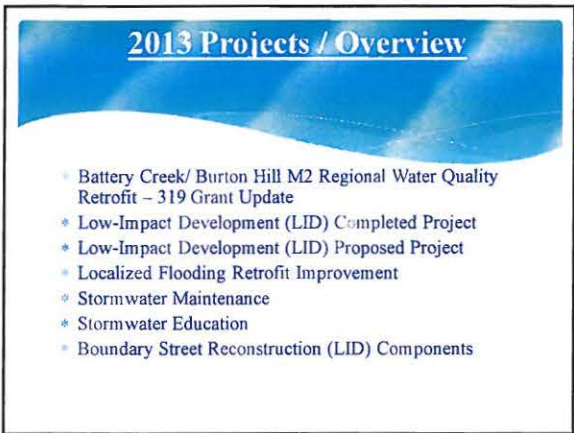 2013 Projects / Overview
* Battery Creek/ Burton Hill M2 Regional Water Quality
Retrofit – 319 Grant Update
* Low-Impact Development (LID) Completed Project
* Low-Impact Development (LID) Proposed Project
* Localized Flooding Retrofit Improvement
* Stormwater Maintenance
* Stormwater Education
* Boundary Street Reconstruction (LID) Components